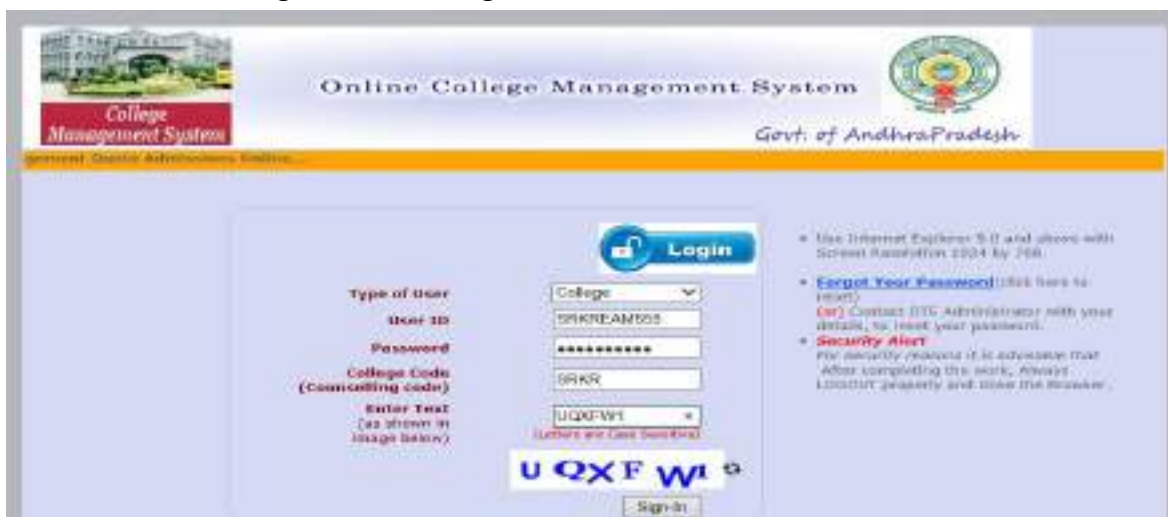 Online College Management System
College
Management System
Govt. of AndhraPradesh
Quota Admissions
Login
Use Internet Explorer 5.0 and above with
Screen Resolution 1024 by 768.
Type of User
College
Forgot Your Password(click here to
reset)
(or) Contact DTE Administrator with your
details, to reset your password.
User ID
Password
**********
Security Alert
For security reasons it is advisable that
After completing the work, Always
LOGOUT properly and close the Browser.
College Code
(Counselling code)
SRKR
Enter Text
(as shown in
image below)
UQXFW1
(Letters are Case Sensitive)
U QXF W1
Sign-In